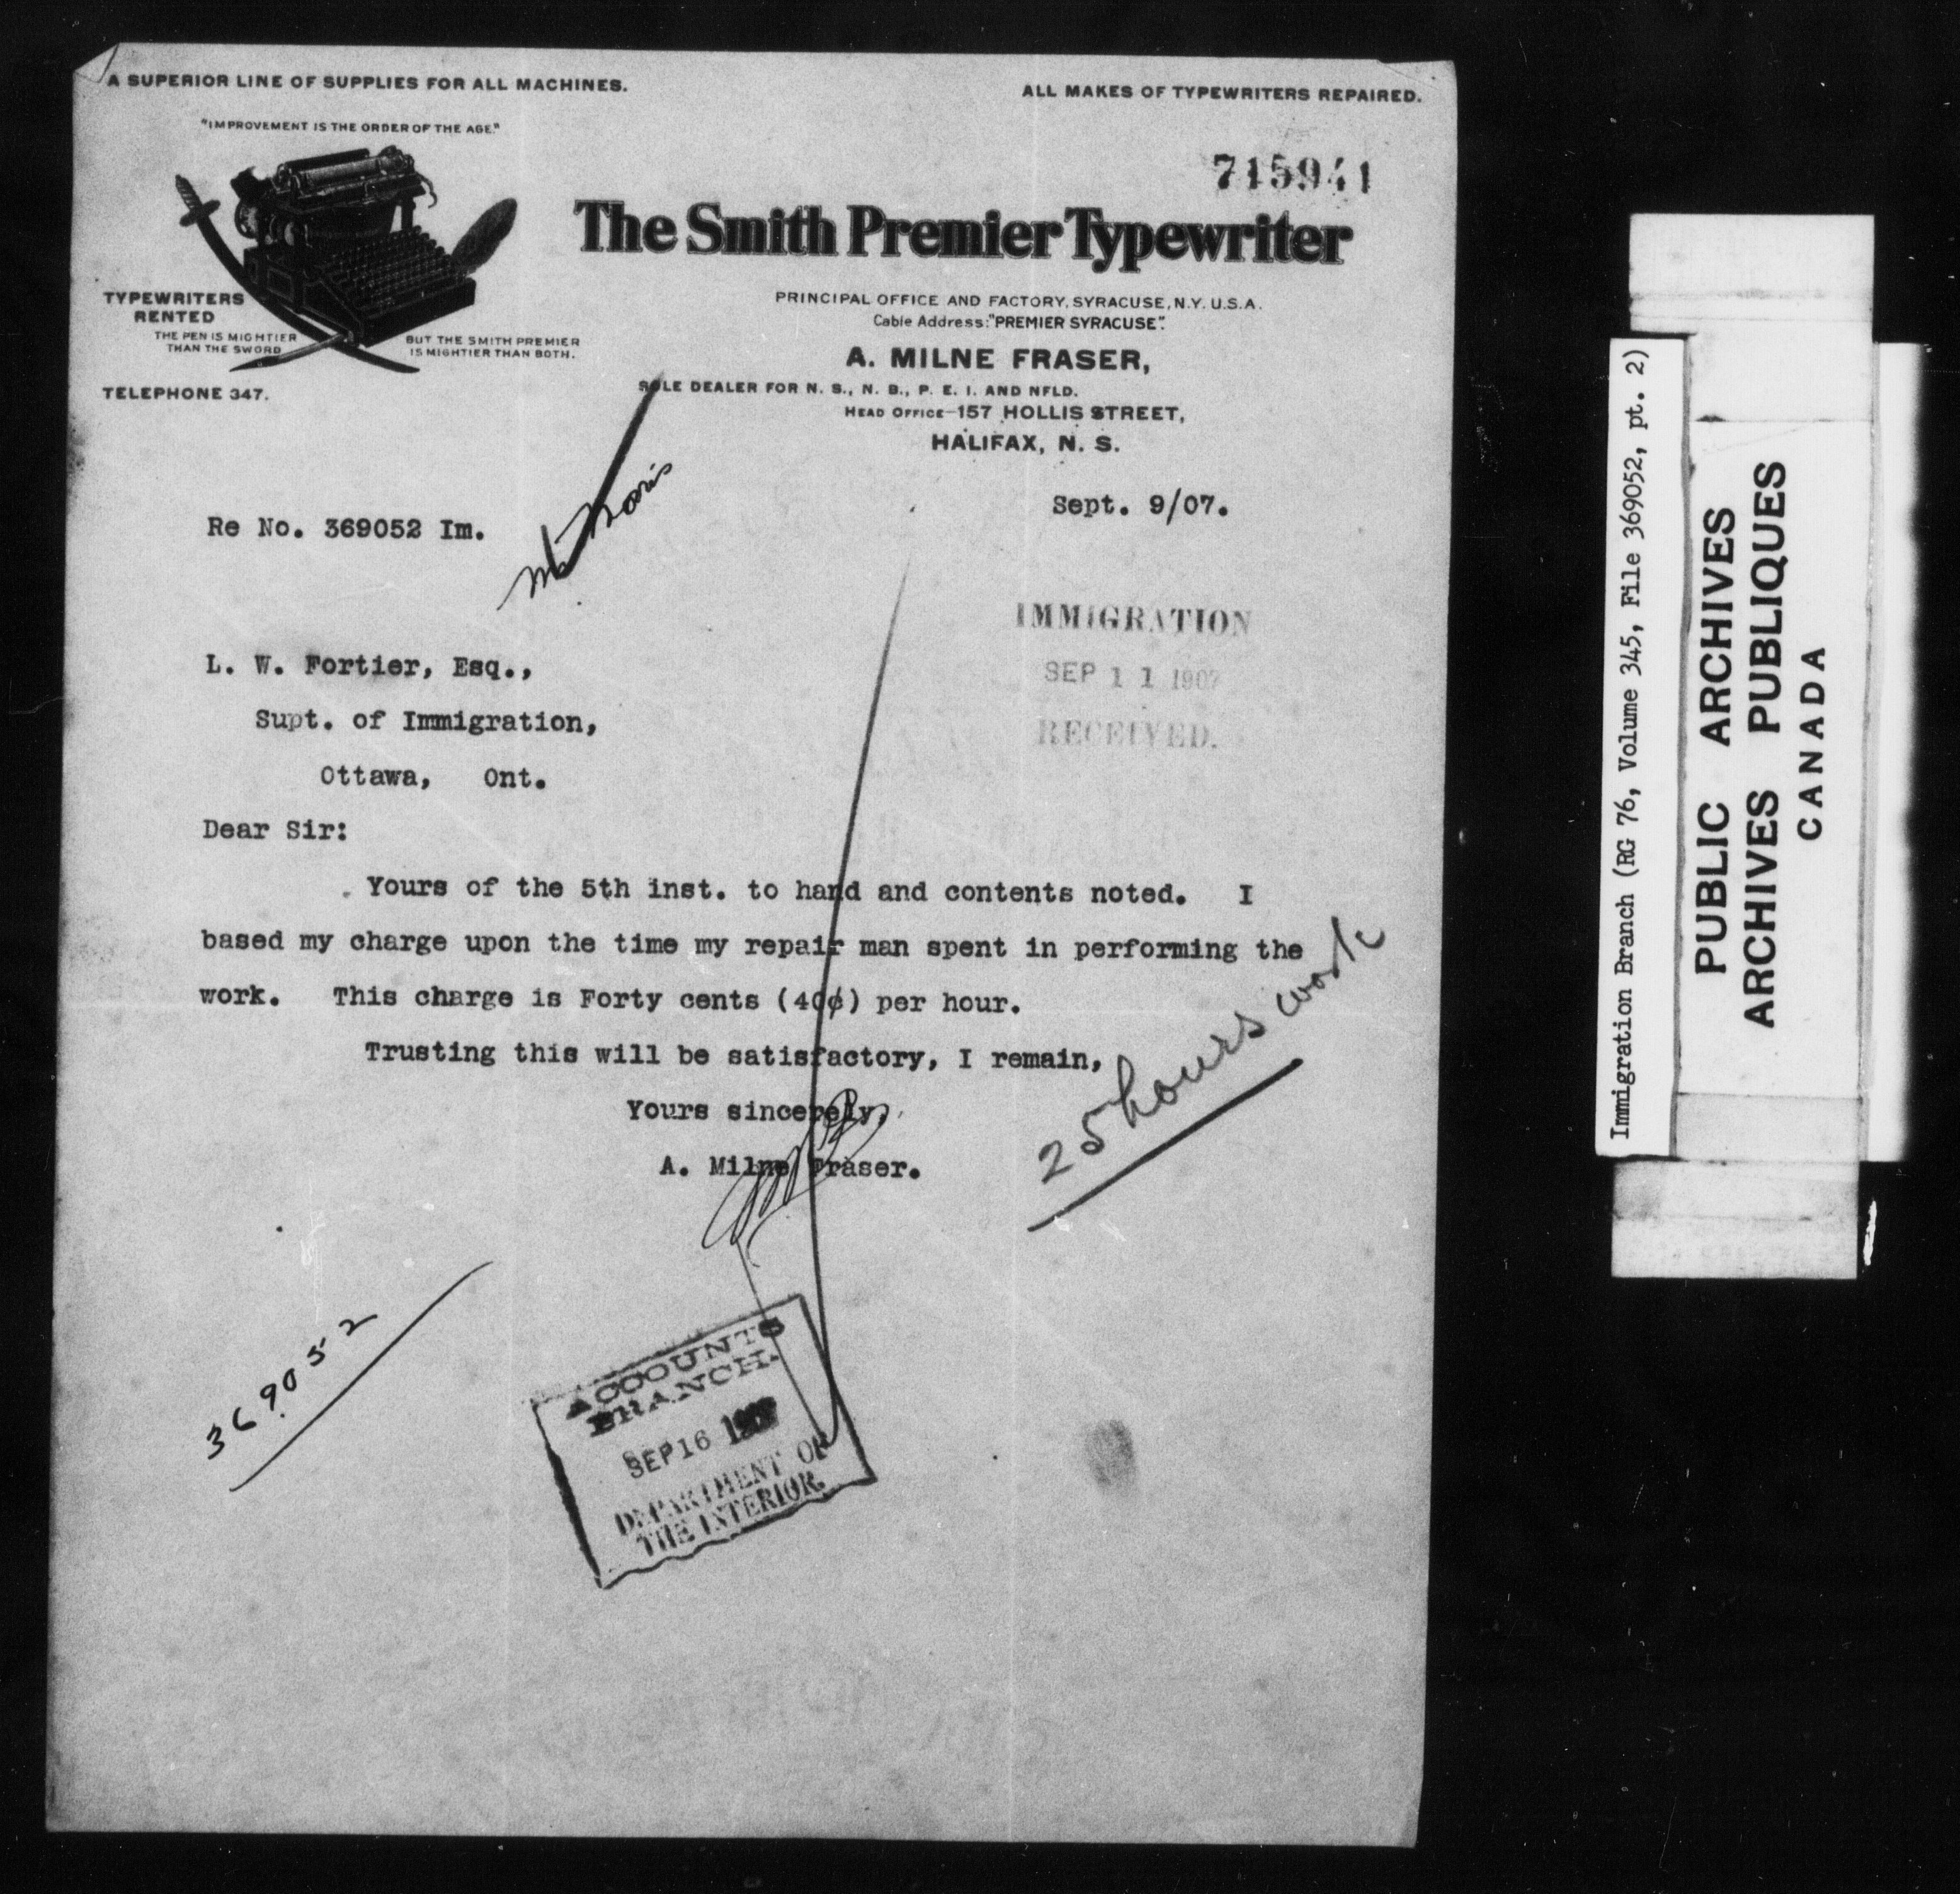 A SUPERIOR LINE OF SUPPLIES FOR ALL MACHINES.
ALL MAKES OF TYPEWRITERS REPAIRED.
"IMPROVEMENT IS THE ORDER OF THE AGE."
715941
The Smith Premier Typewriter
TYPEWRITERS
RENTED
THE PEN IS MIGHTIER
THAN THE SWORD
BUT THE SMITH PREMIER
IS MIGHTIER THAN BOTH.
TELEPHONE 347.
PRINCIPAL OFFICE AND FACTORY, SYRACUSE, N.Y. U.S.A.
Cable Address: "PREMIER SYRACUSE".
A. MILNE FRASER,
SOLE DEALER FOR N. S., N. B., P. E. I. AND NFLD.
HEAD OFFICE-157 HOLLIS STREET,
HALIFAX, N. S.
Sept. 9/07.
Re No. 369052 Im.
IMMIGRATION
SEP 11 1907
RECEIVED.
L. W. Fortier, Esq.,
Supt. of Immigration,
Ottawa, Ont.
Dear Sir:
Yours of the 5th inst. to hand and contents noted. I
based my charge upon the time my repair man spent in performing the
work. This charge is Forty cents (40¢) per hour.
Trusting this will be satisfactory, I remain,
Yours sincerely,
A. Milne Fraser.
25 hours work
369052
ACCOUNTS
BRANCH.
SEP 16 1907
DEPARTMENT OF
THE INTERIOR.
Immigration Branch (RG 76, Volume 345, File 369052, pt. 2)
PUBLIC ARCHIVES
ARCHIVES PUBLIQUES
CANADA